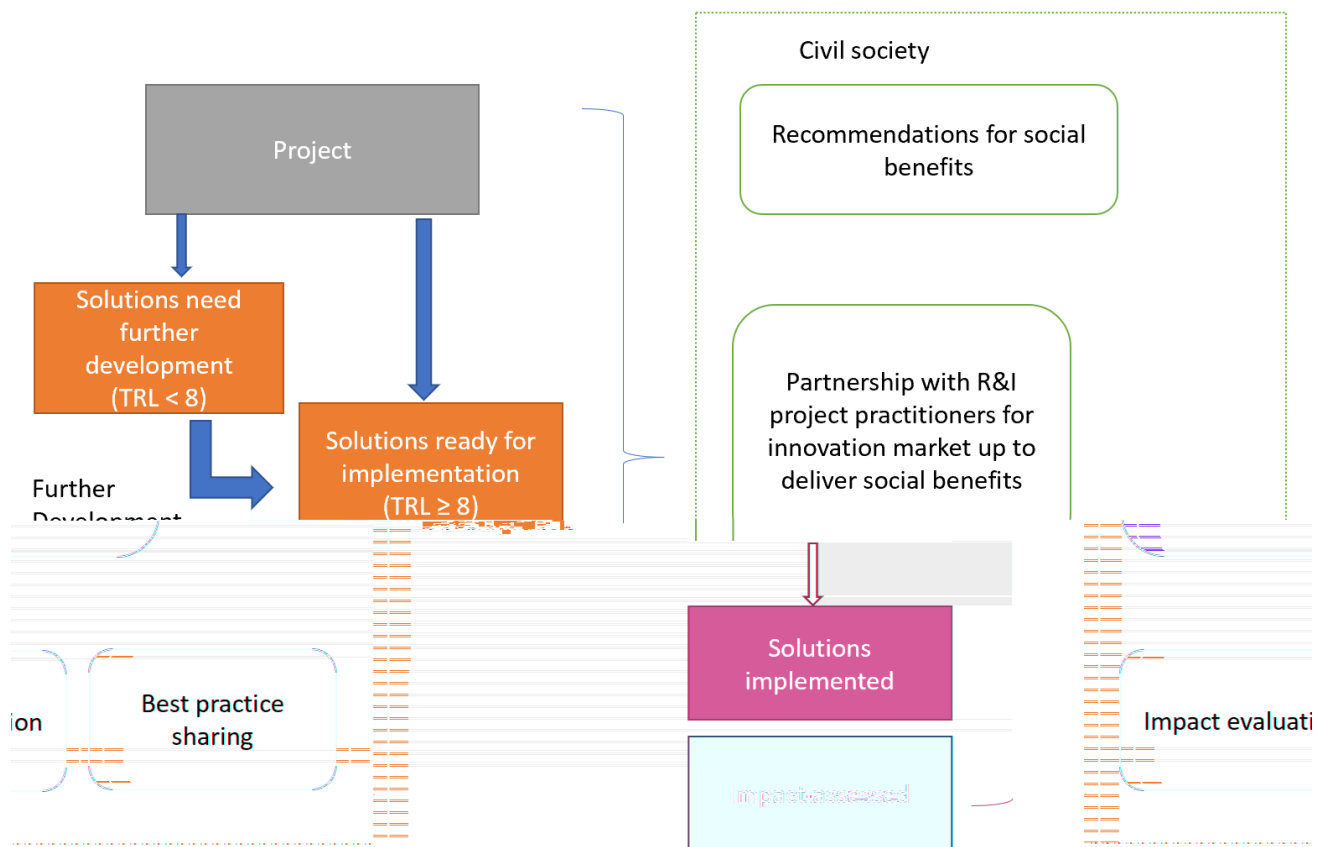 Civil society
Project
Recommendations for social
benefits
Solutions need
further
development
(TRL < 8)
Solutions ready for
implementation
(TRL ≥ 8)
Further
Development
Partnership with R&I
project practitioners for
innovation market up to
deliver social benefits
Solutions
implemented
ion
Best practice
sharing
Impact evaluati